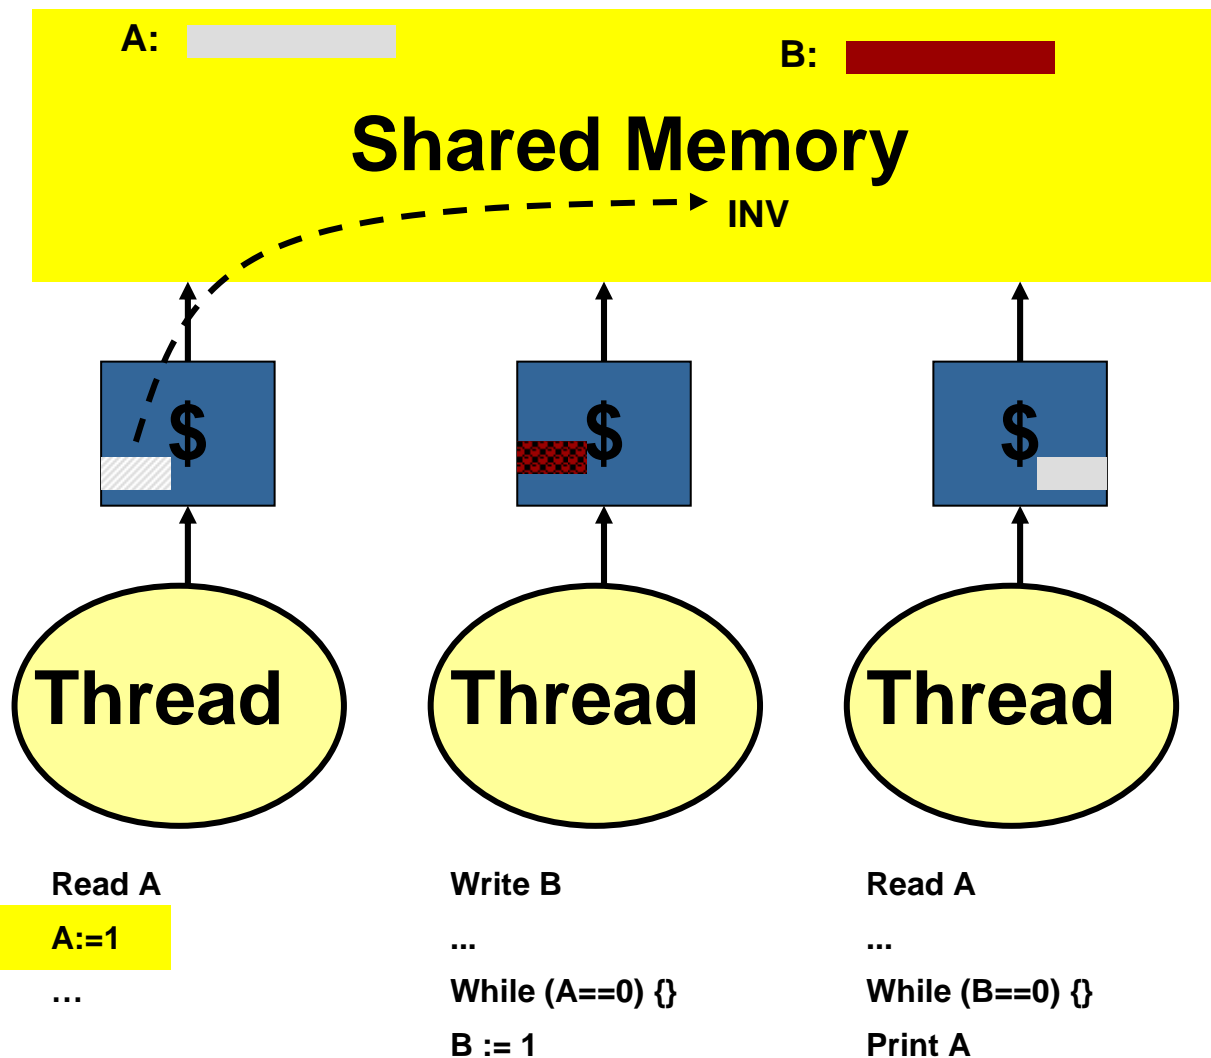 A:
B:
Shared Memory
INV
$ $ $
Thread Thread Thread
Read A
A:=1
…
Write B
...
While (A==0) {}
B := 1
Read A
...
While (B==0) {}
Print A